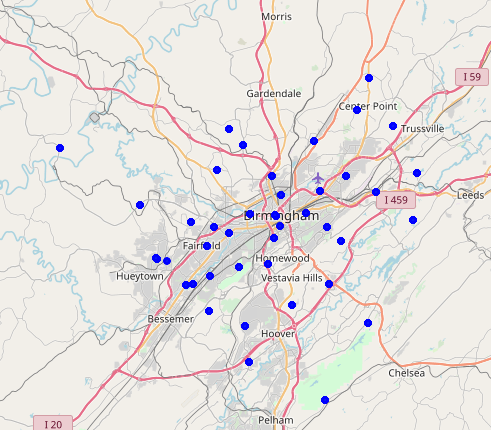 Morris
I 59
Gardendale
Center Point
Trussville
Leeds
I 459
Birmingham
Fairfield
Homewood
Hueytown
Vestavia Hills
Bessemer
Hoover
Chelsea
I 20
Pelham